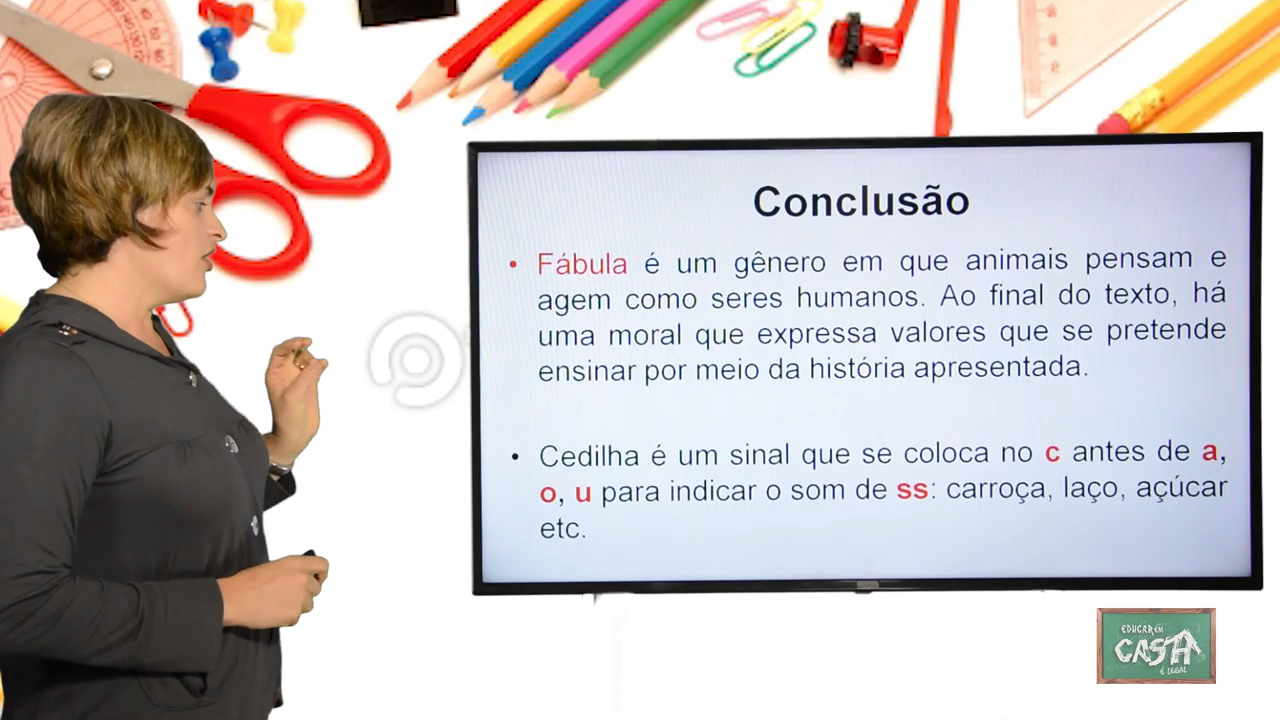 Conclusão
• Fábula é um gênero em que animais pensam e
agem como seres humanos. Ao final do texto, há
uma moral que expressa valores que se pretende
ensinar por meio da história apresentada.
• Cedilha é um sinal que se coloca no c antes de a,
o, u para indicar o som de ss: carroça, laço, açúcar
etc.
EDUCAR EM
CASA
É LEGAL